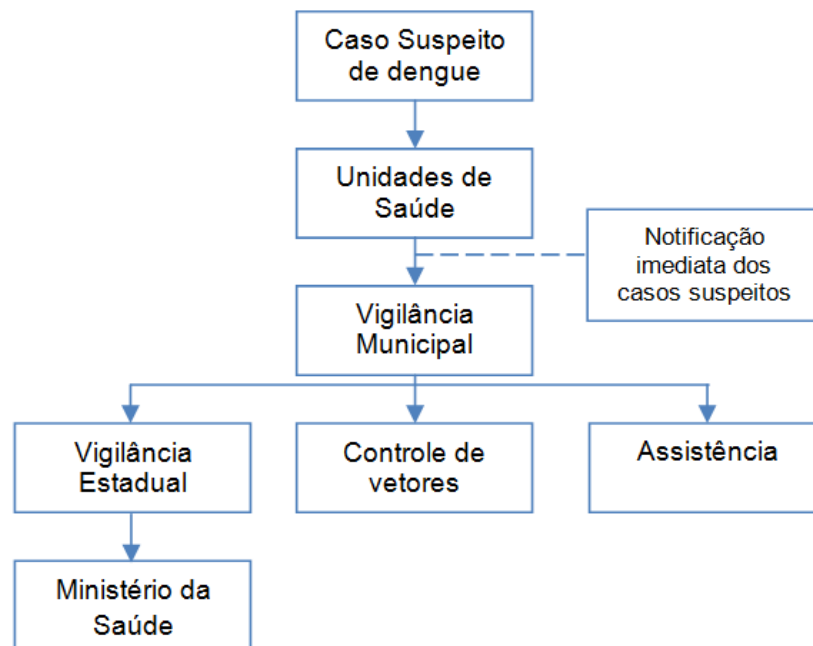 Caso Suspeito
de dengue
Unidades de
Saúde
Notificação
imediata dos
casos suspeitos
Vigilância
Municipal
Vigilância
Estadual
Controle de
vetores
Assistência
Ministério da
Saúde